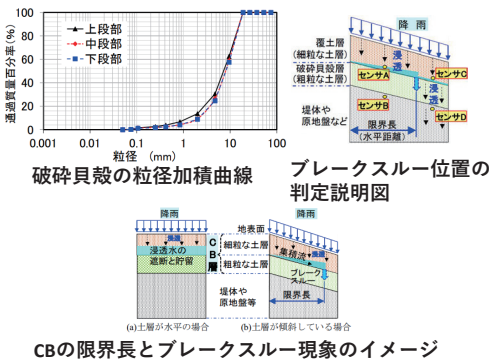 通過質量百分率(%)
100
80
60
40
20
0
上段部
中段部
下段部
0.001
0.01
0.1
1
10
100
粒径 (mm)
破砕貝殻の粒径加積曲線
降 雨
覆土層
(細粒な土層)
破砕貝殻層
(粗粒な土層)
堤体や
原地盤など
浸透
浸透
センサA
センサC
センサB
センサD
限界長
(水平距離)
ブレークスルー位置の
判定説明図
降雨
浸透
浸透水の
遮断と貯留
(a)土層が水平の場合
CB層
地表面
細粒な土層
粗粒な土層
堤体や
原地盤等
降雨
浸透
集積流
ブレーク
スルー
限界長
(b)土層が傾斜している場合
CBの限界長とブレークスルー現象のイメージ